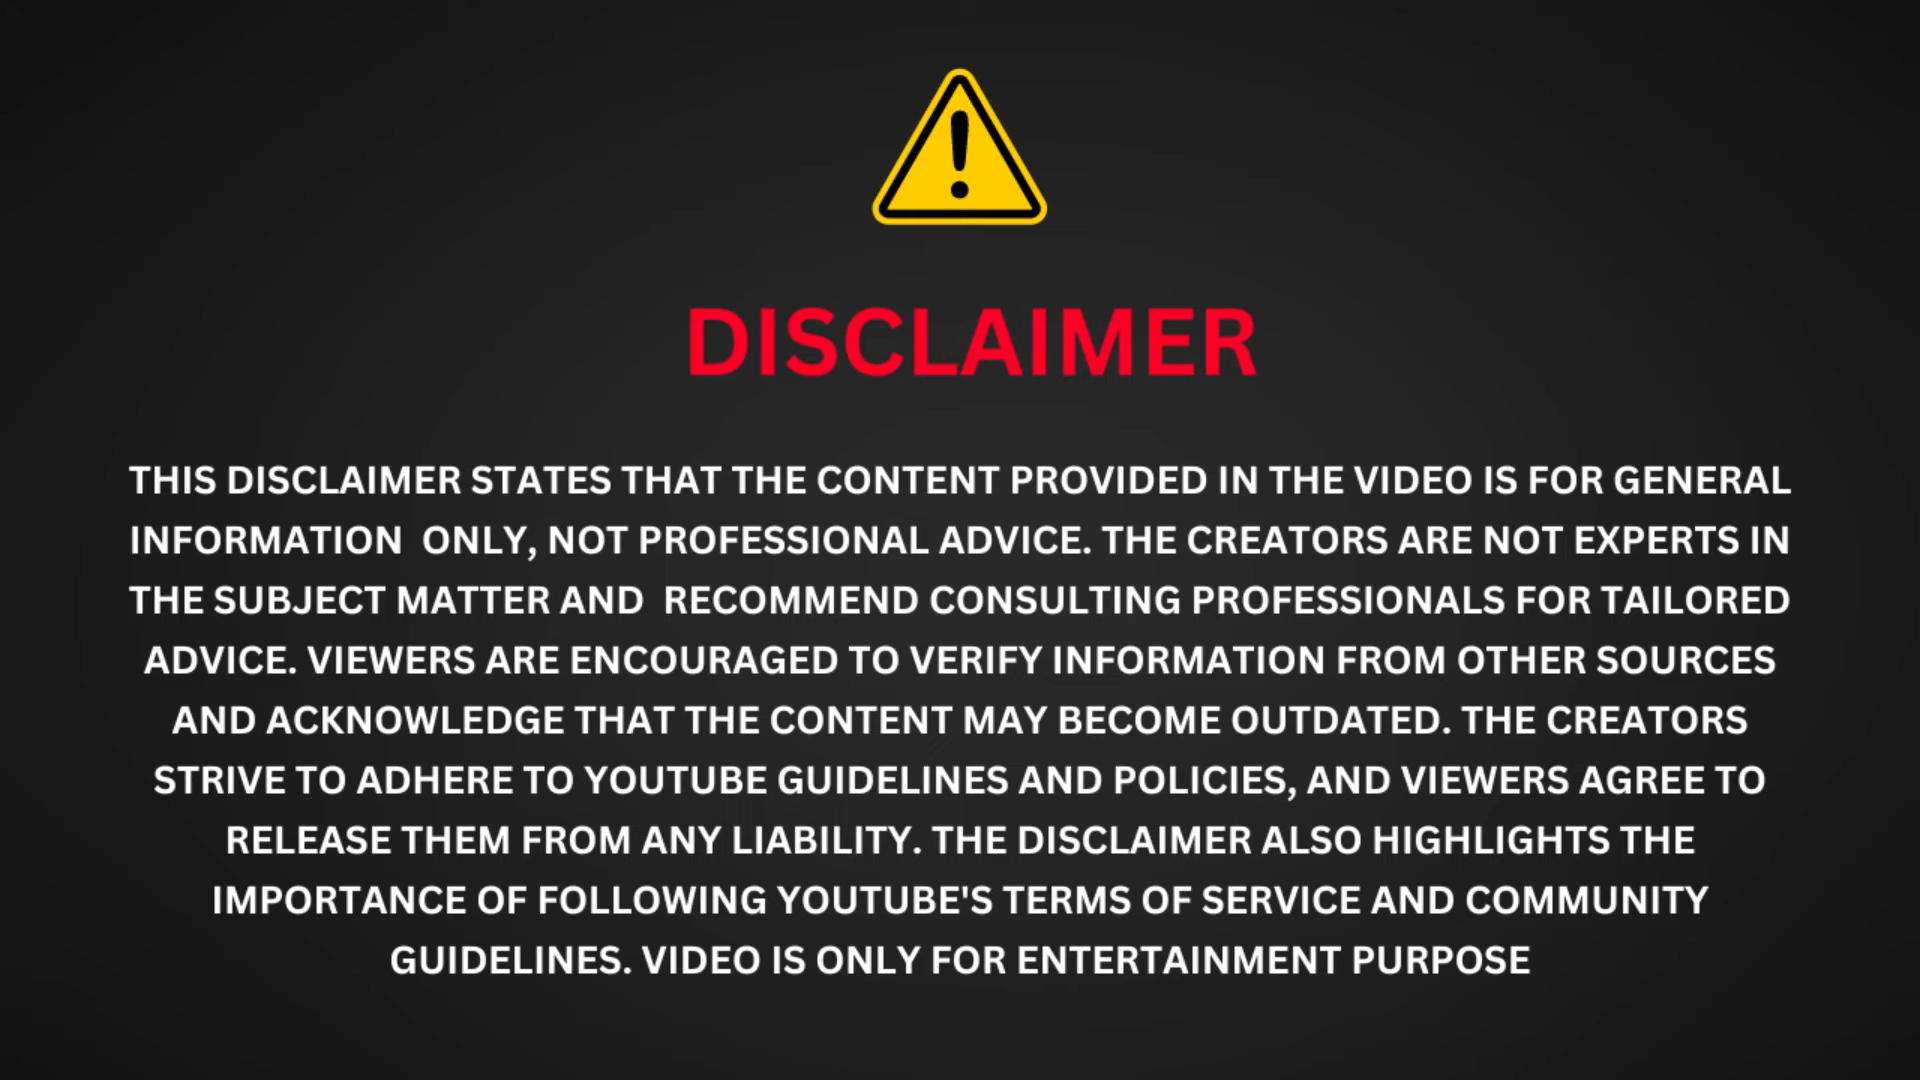 DISCLAIMER
THIS DISCLAIMER STATES THAT THE CONTENT PROVIDED IN THE VIDEO IS FOR GENERAL
INFORMATION ONLY, NOT PROFESSIONAL ADVICE. THE CREATORS ARE NOT EXPERTS IN
THE SUBJECT MATTER AND RECOMMEND CONSULTING PROFESSIONALS FOR TAILORED
ADVICE. VIEWERS ARE ENCOURAGED TO VERIFY INFORMATION FROM OTHER SOURCES
AND ACKNOWLEDGE THAT THE CONTENT MAY BECOME OUTDATED. THE CREATORS
STRIVE TO ADHERE TO YOUTUBE GUIDELINES AND POLICIES, AND VIEWERS AGREE TO
RELEASE THEM FROM ANY LIABILITY. THE DISCLAIMER ALSO HIGHLIGHTS THE
IMPORTANCE OF FOLLOWING YOUTUBE'S TERMS OF SERVICE AND COMMUNITY
GUIDELINES. VIDEO IS ONLY FOR ENTERTAINMENT PURPOSE